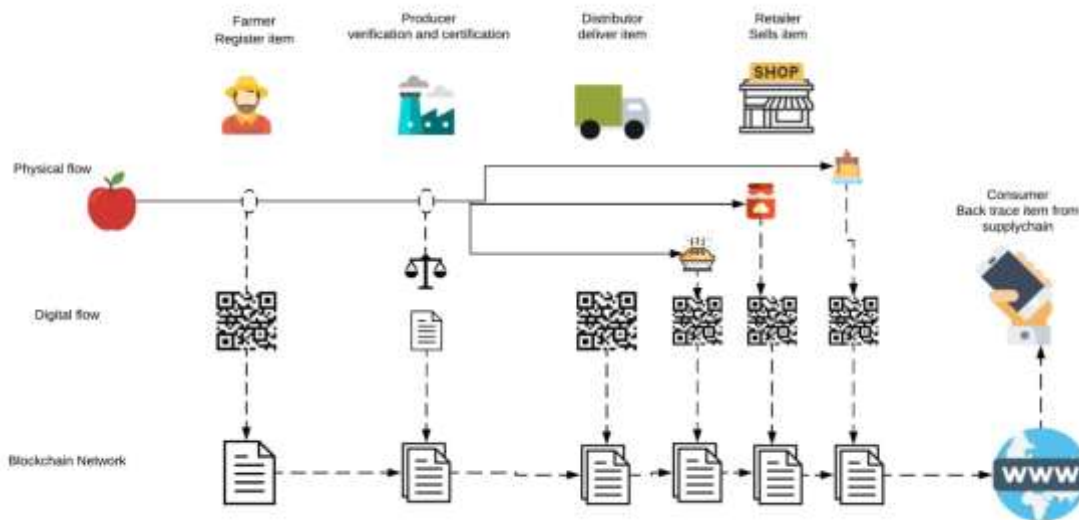 Farmer
Register item
Producer
verification and certification
Distributor
deliver item
Retailer
Sells item
SHOP
Physical flow
Consumer
Back trace item from
supplychain
Digital flow
Blockchain Network
WWW